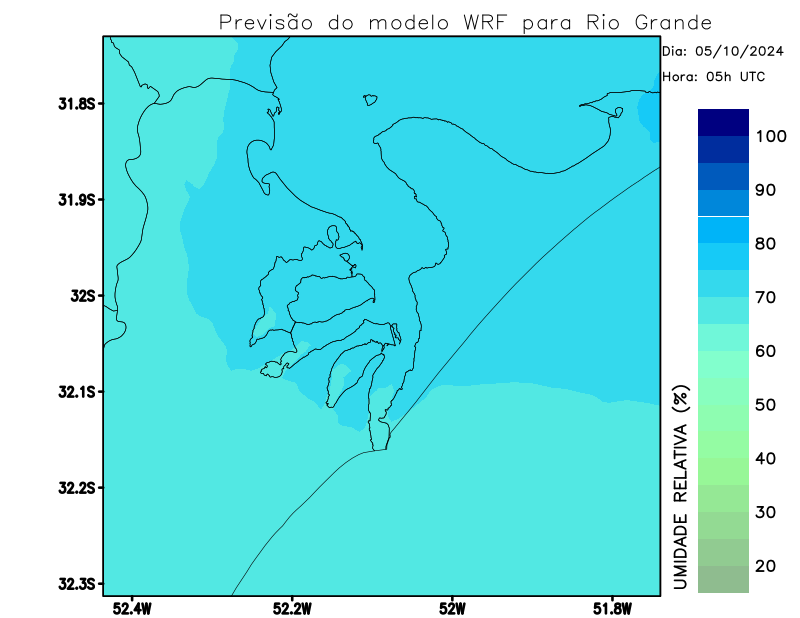 Previsão do modelo WRF para Rio Grande
Dia: 05/10/2024
Hora: 05h UTC
31.8S
31.9S
32S
32.1S
32.2S
32.3S
52.4W
52.2W
52W
51.8W
100
90
80
70
60
50
40
30
20
UMIDADE RELATIVA (%)